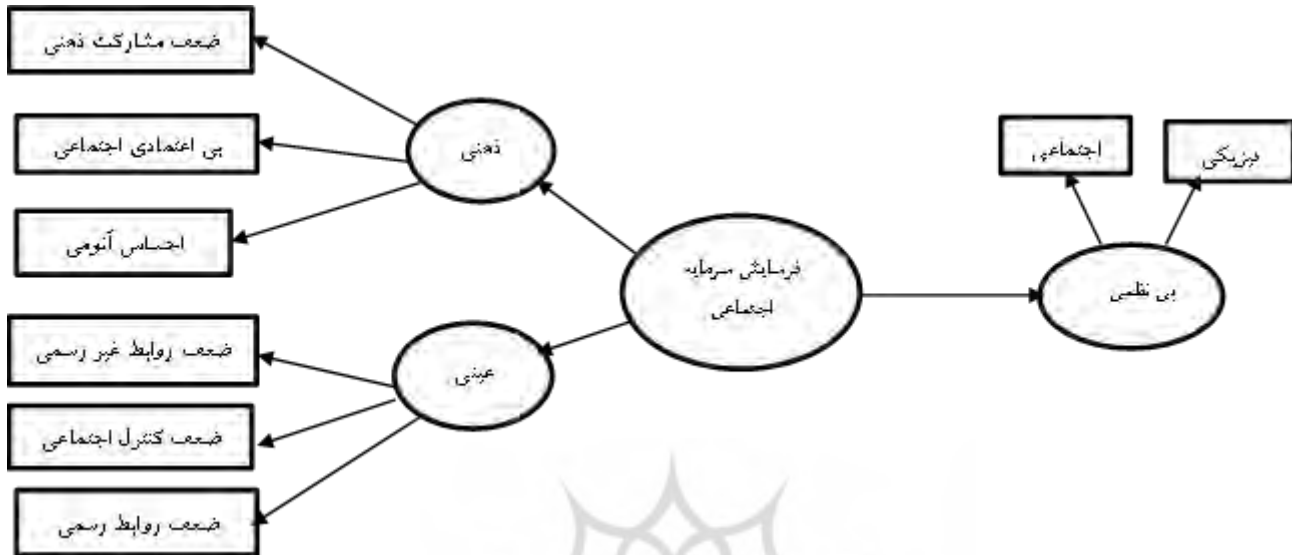 ضعف مشارکت ذهنی
بی اعتمادی اجتماعی
احساس آنومی
ذهنی
فرسایش سرمایه
اجتماعی
عینی
ضعف روابط غیر رسمی
ضعف کنترل اجتماعی
ضعف روابط رسمی
اجتماعی
فیزیکی
بی نظمی